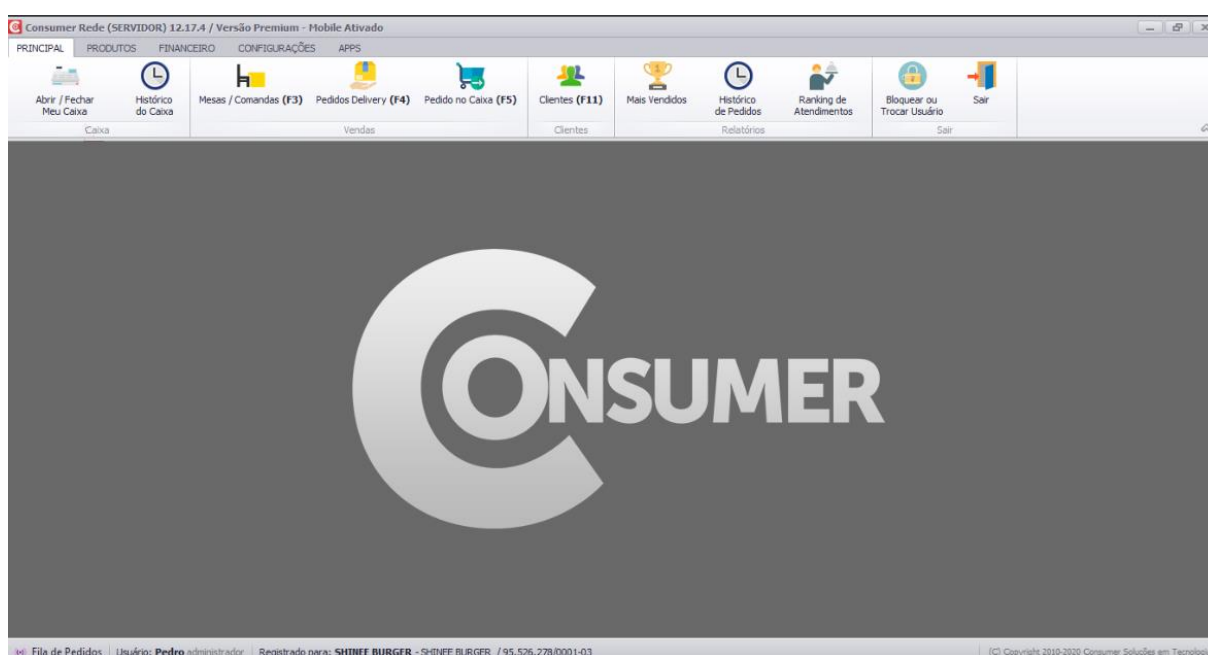 Consumer Rede (SERVIDOR) 12.17.4 / Versão Premium - Mobile Ativado
PRINCIPAL PRODUTOS FINANCEIRO CONFIGURAÇÕES APPS
Abrir / Fechar
Meu Caixa
Histórico
do Caixa
Mesas / Comandas (F3)
Pedidos Delivery (F4)
Pedido no Caixa (F5)
Clientes (F11)
Mais Vendidos
Histórico
de Pedidos
Ranking de
Atendimentos
Bloquear ou
Trocar Usuário
Sair
Caixa Vendas Clientes Relatórios Sair
CONSUMER
Fila de Pedidos Usuário: Pedro administrador Registrado para: SHINEE BURGER - SHINEE BURGER / 95.526.278/0001-03
(C) Copyright 2010-2020 Consumer Soluções em Tecnologi